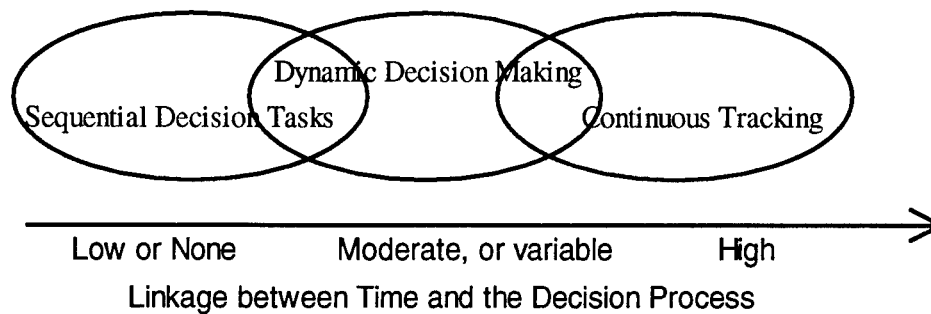 Dynamic Decision Making
Sequential Decision Tasks
Continuous Tracking
Low or None
Moderate, or variable
High
Linkage between Time and the Decision Process